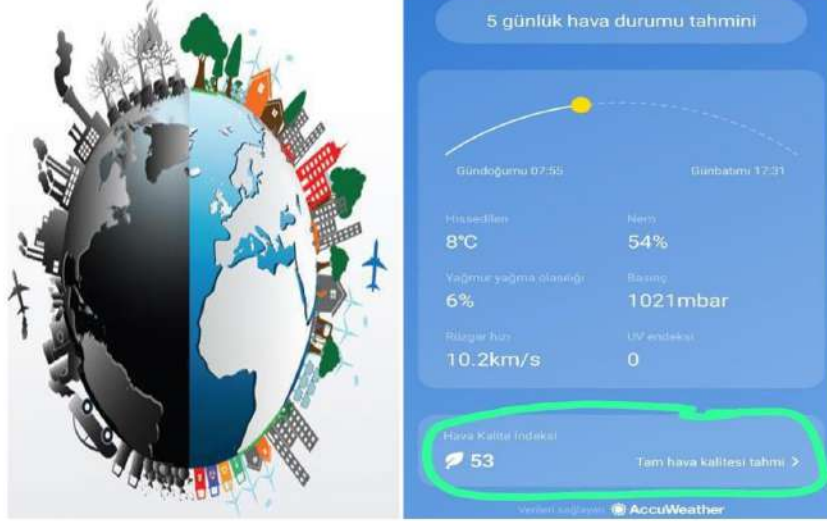 5 günlük hava durumu tahmini
Gündoğumu 07:55
Günbatımı 17:31
Hissedilen
Nem
8°C
54%
Yağmur yağma olasılığı
Basınç
6%
1021mbar
Rüzgar hızı
UV endeksi
10.2km/s
0
Hava Kalite İndeksi
53
Tam hava kalitesi tahmi >
Verileri sağlayan AccuWeather